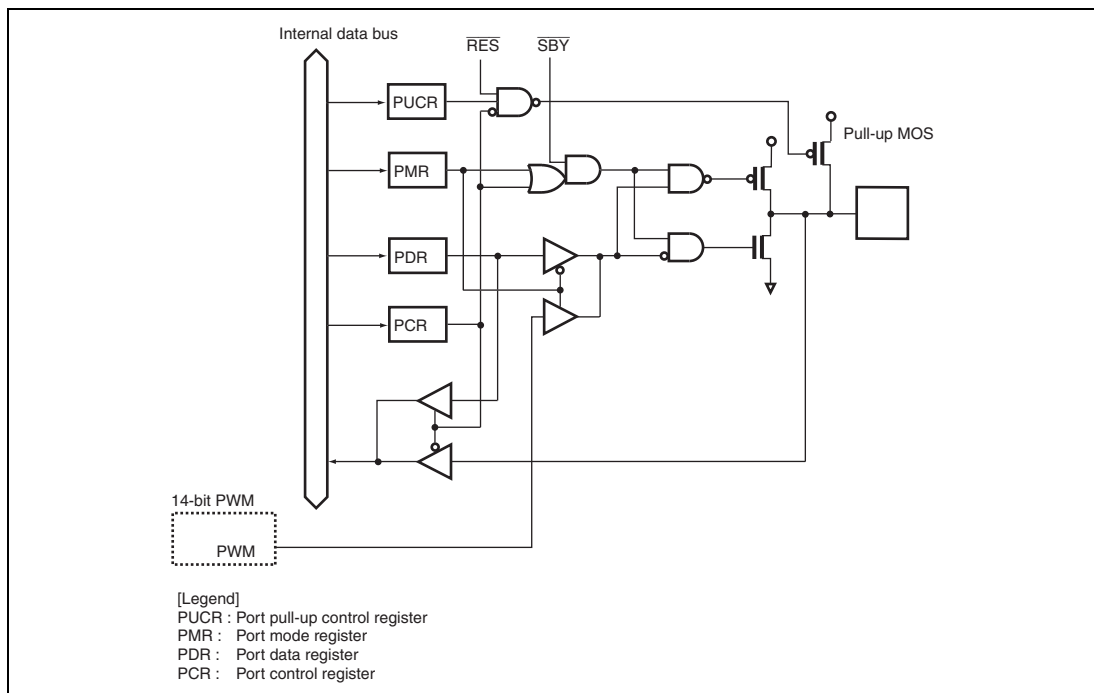 Internal data bus
RES
SBY
PUCR
Pull-up MOS
PMR
PDR
PCR
14-bit PWM
PWM
[Legend]
PUCR : Port pull-up control register
PMR : Port mode register
PDR : Port data register
PCR : Port control register